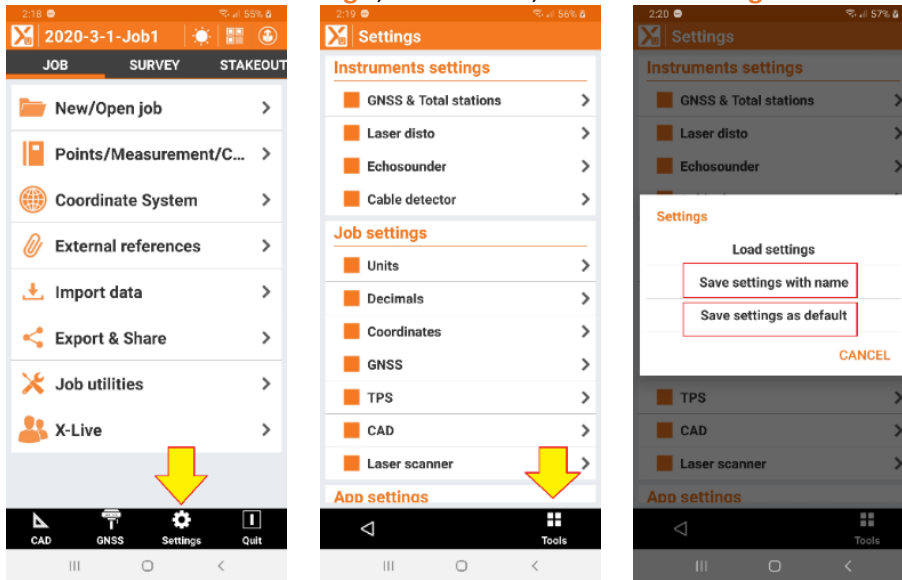 2:18 55%
2020-3-1-Job1
JOB SURVEY STAKEOUT
New/Open job
Points/Measurement/C...
Coordinate System
External references
Import data
Export & Share
Job utilities
X-Live
CAD GNSS Settings Quit
2:19 56%
Settings
Instruments settings
GNSS & Total stations
Laser disto
Echosounder
Cable detector
Job settings
Units
Decimals
Coordinates
GNSS
TPS
CAD
Laser scanner
App settings
Tools
2:20 57%
Settings
Instruments settings
GNSS & Total stations
Laser disto
Echosounder
Settings
Load settings
Save settings with name
Save settings as default
CANCEL
TPS
CAD
Laser scanner
App settings
Tools